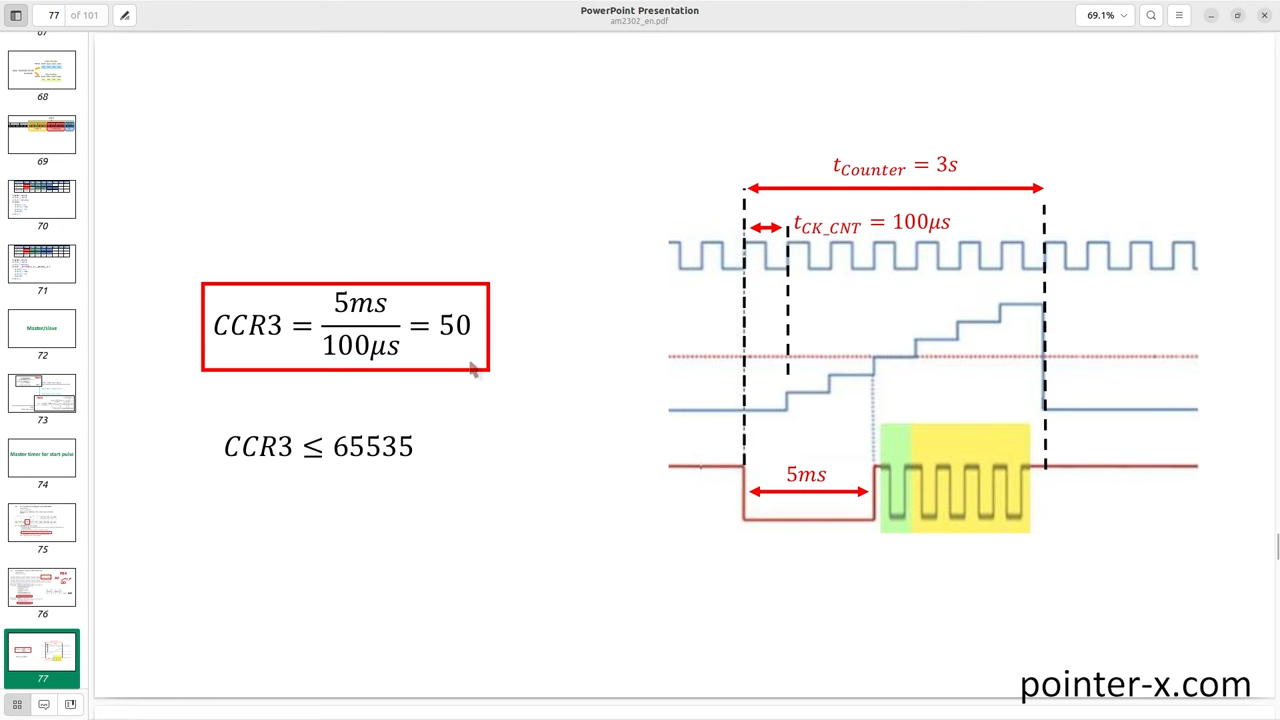 77 of 101
PowerPoint Presentation
am2302_en.pdf
69.1%
68
69
70
71
Master/slave
72
73
Master timer for start pulse
74
75
76
77
CCR3 = 5ms / 100μs = 50
CCR3 ≤ 65535
t_Counter = 3s
t_CK_CNT = 100μs
5ms
pointer-x.com